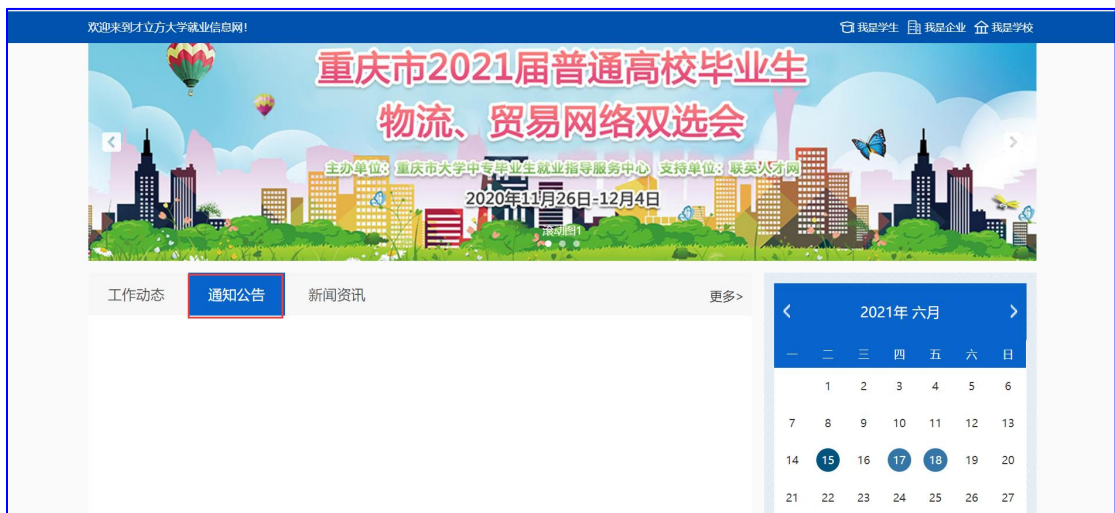 欢迎来到才立方大学就业信息网!
我是学生 我是企业 我是学校
重庆市2021届普通高校毕业生
物流、贸易网络双选会
主办单位：重庆市大学中专毕业生就业指导服务中心 支持单位：联英人才网
2020年11月26日-12月4日
滚动图1
工作动态 通知公告 新闻资讯 更多>
2021年 六月
一 二 三 四 五 六 日
1 2 3 4 5 6
7 8 9 10 11 12 13
14 15 16 17 18 19 20
21 22 23 24 25 26 27